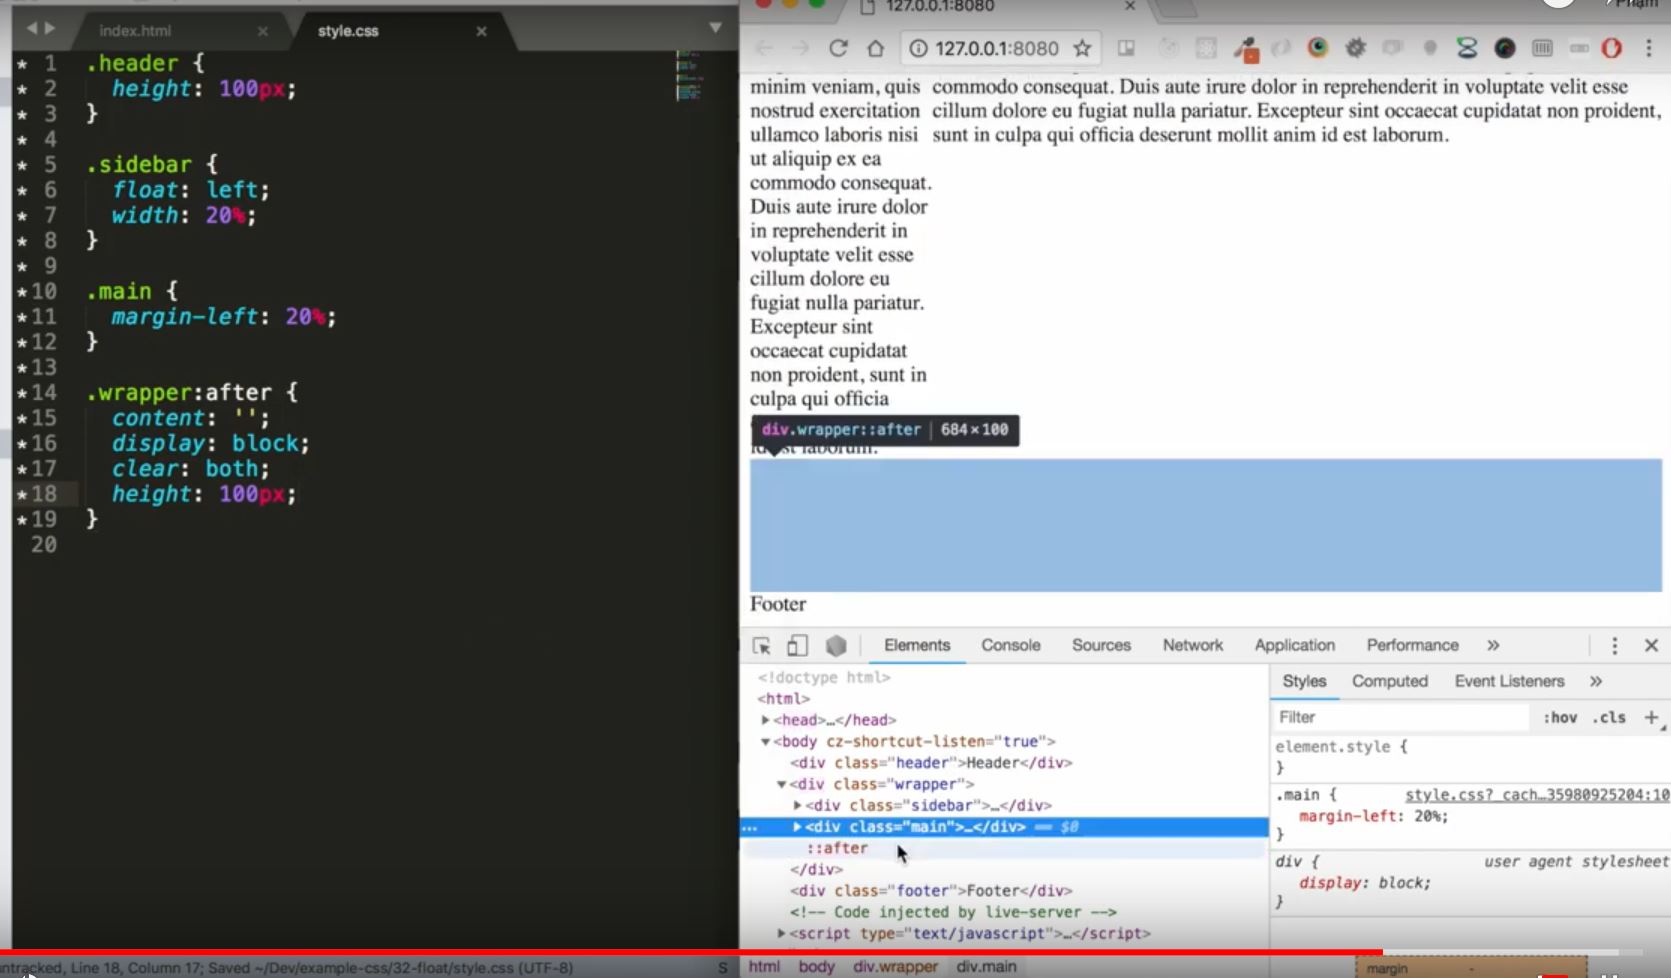 index.html
style.css
1 .header {
2 height: 100px;
3 }
4
5 .sidebar {
6 float: left;
7 width: 20%;
8 }
9
10 .main {
11 margin-left: 20%;
12 }
13
14 .wrapper:after {
15 content: '';
16 display: block;
17 clear: both;
18 height: 100px;
19 }
20
untracked, Line 18, Column 17; Saved ~/Dev/example-css/32-float/style.css (UTF-8)
S
127.0.0.1:8080
Phạm
127.0.0.1:8080
minim veniam, quis
nostrud exercitation
ullamco laboris nisi
ut aliquip ex ea
commodo consequat.
Duis aute irure dolor
in reprehenderit in
voluptate velit esse
cillum dolore eu
fugiat nulla pariatur.
Excepteur sint
occaecat cupidatat
non proident, sunt in
culpa qui officia
id est laborum.
commodo consequat. Duis aute irure dolor in reprehenderit in voluptate velit esse
cillum dolore eu fugiat nulla pariatur. Excepteur sint occaecat cupidatat non proident,
sunt in culpa qui officia deserunt mollit anim id est laborum.
div.wrapper::after | 684×100
Footer
Elements Console Sources Network Application Performance »
<!doctype html>
<html>
<head>…</head>
<body cz-shortcut-listen="true">
<div class="header">Header</div>
<div class="wrapper">
<div class="sidebar">…</div>
<div class="main">…</div> == $0
::after
</div>
<div class="footer">Footer</div>
<!-- Code injected by live-server -->
<script type="text/javascript">…</script>
html body div.wrapper div.main
Styles Computed Event Listeners »
Filter :hov .cls +
element.style {
}
.main { style.css?_cach…35980925204:10
margin-left: 20%;
}
div { user agent stylesheet
display: block;
}
margin -